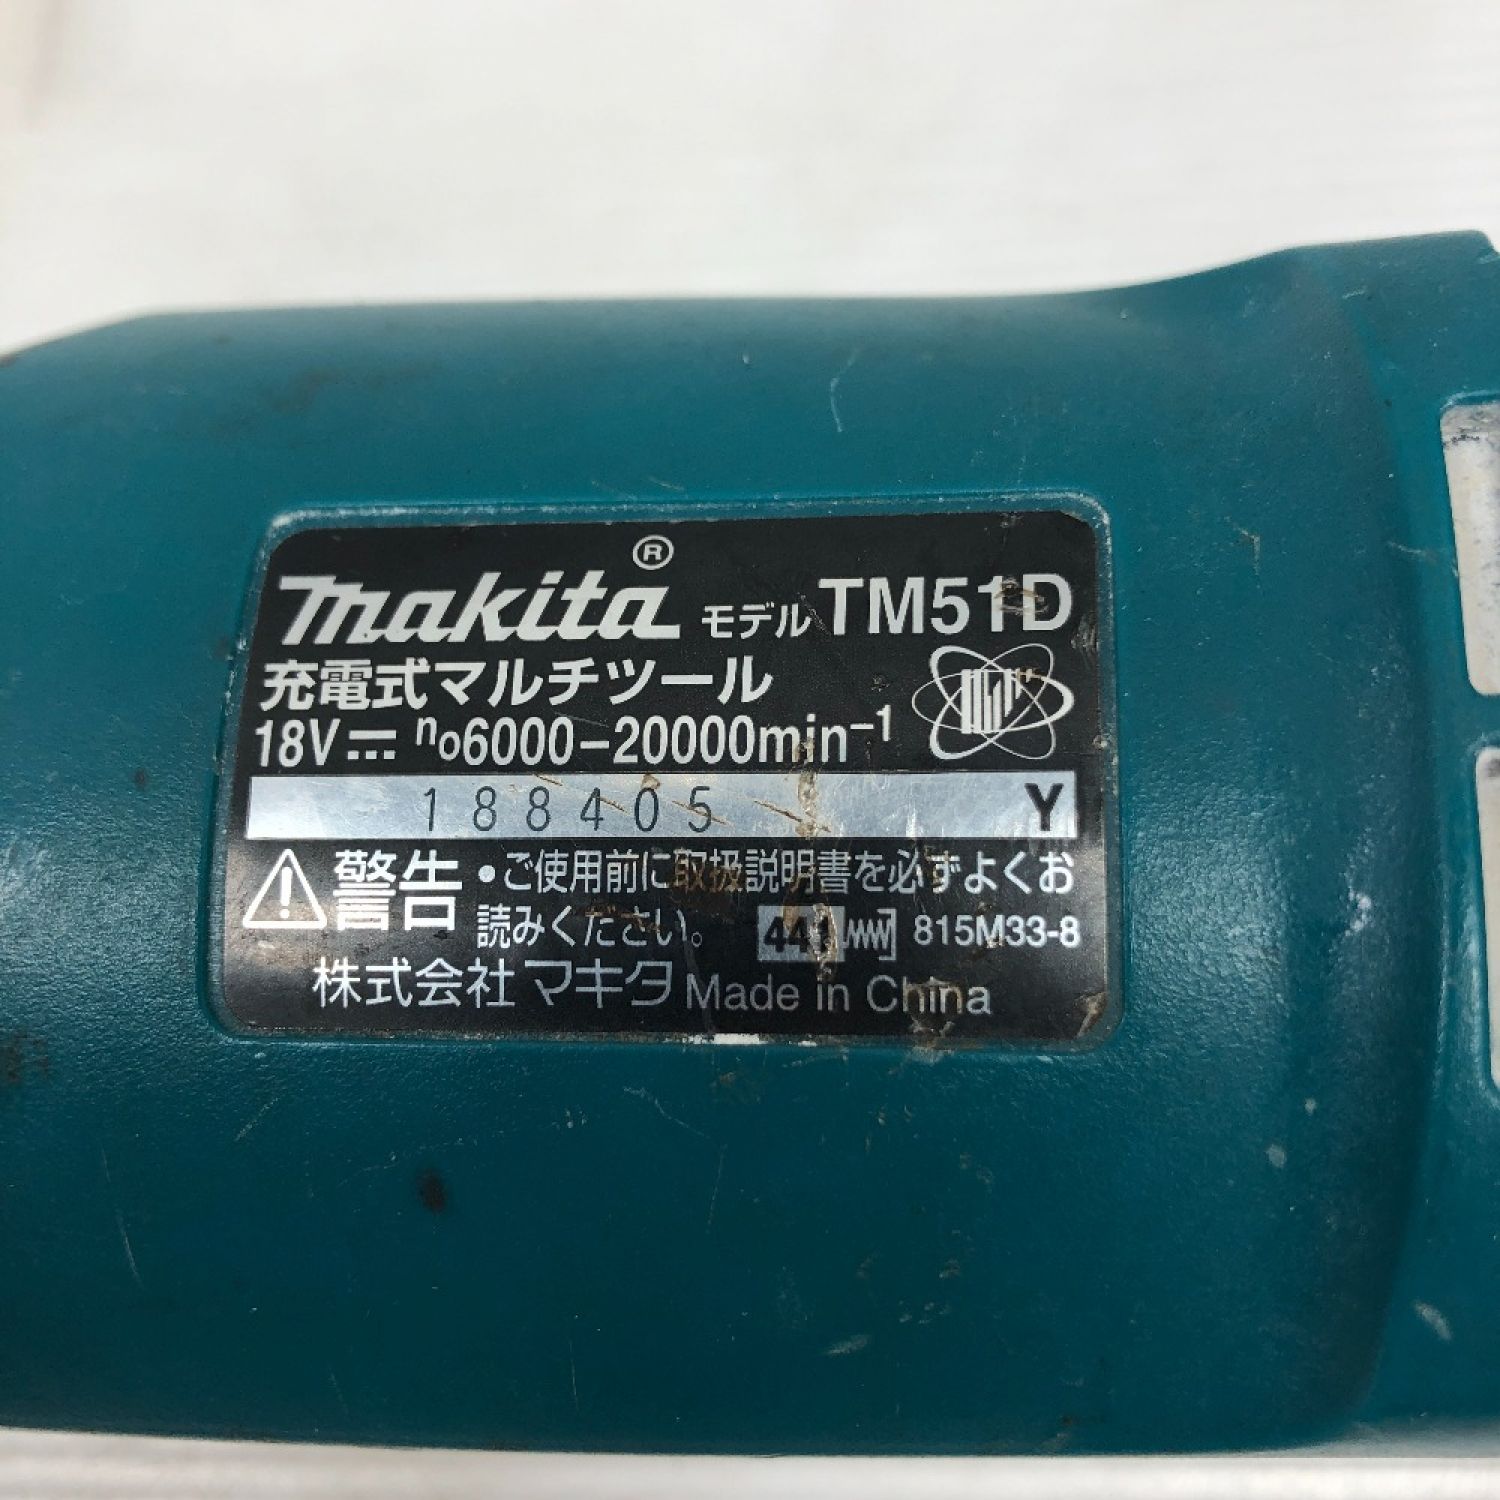 makita® モデル TM51D
充電式マルチツール
18V⎓ no6000-20000min-1
188405 Y
警告 ・ご使用前に取扱説明書を必ずよくお
読みください。 441 815M33-8
株式会社マキタ Made in China